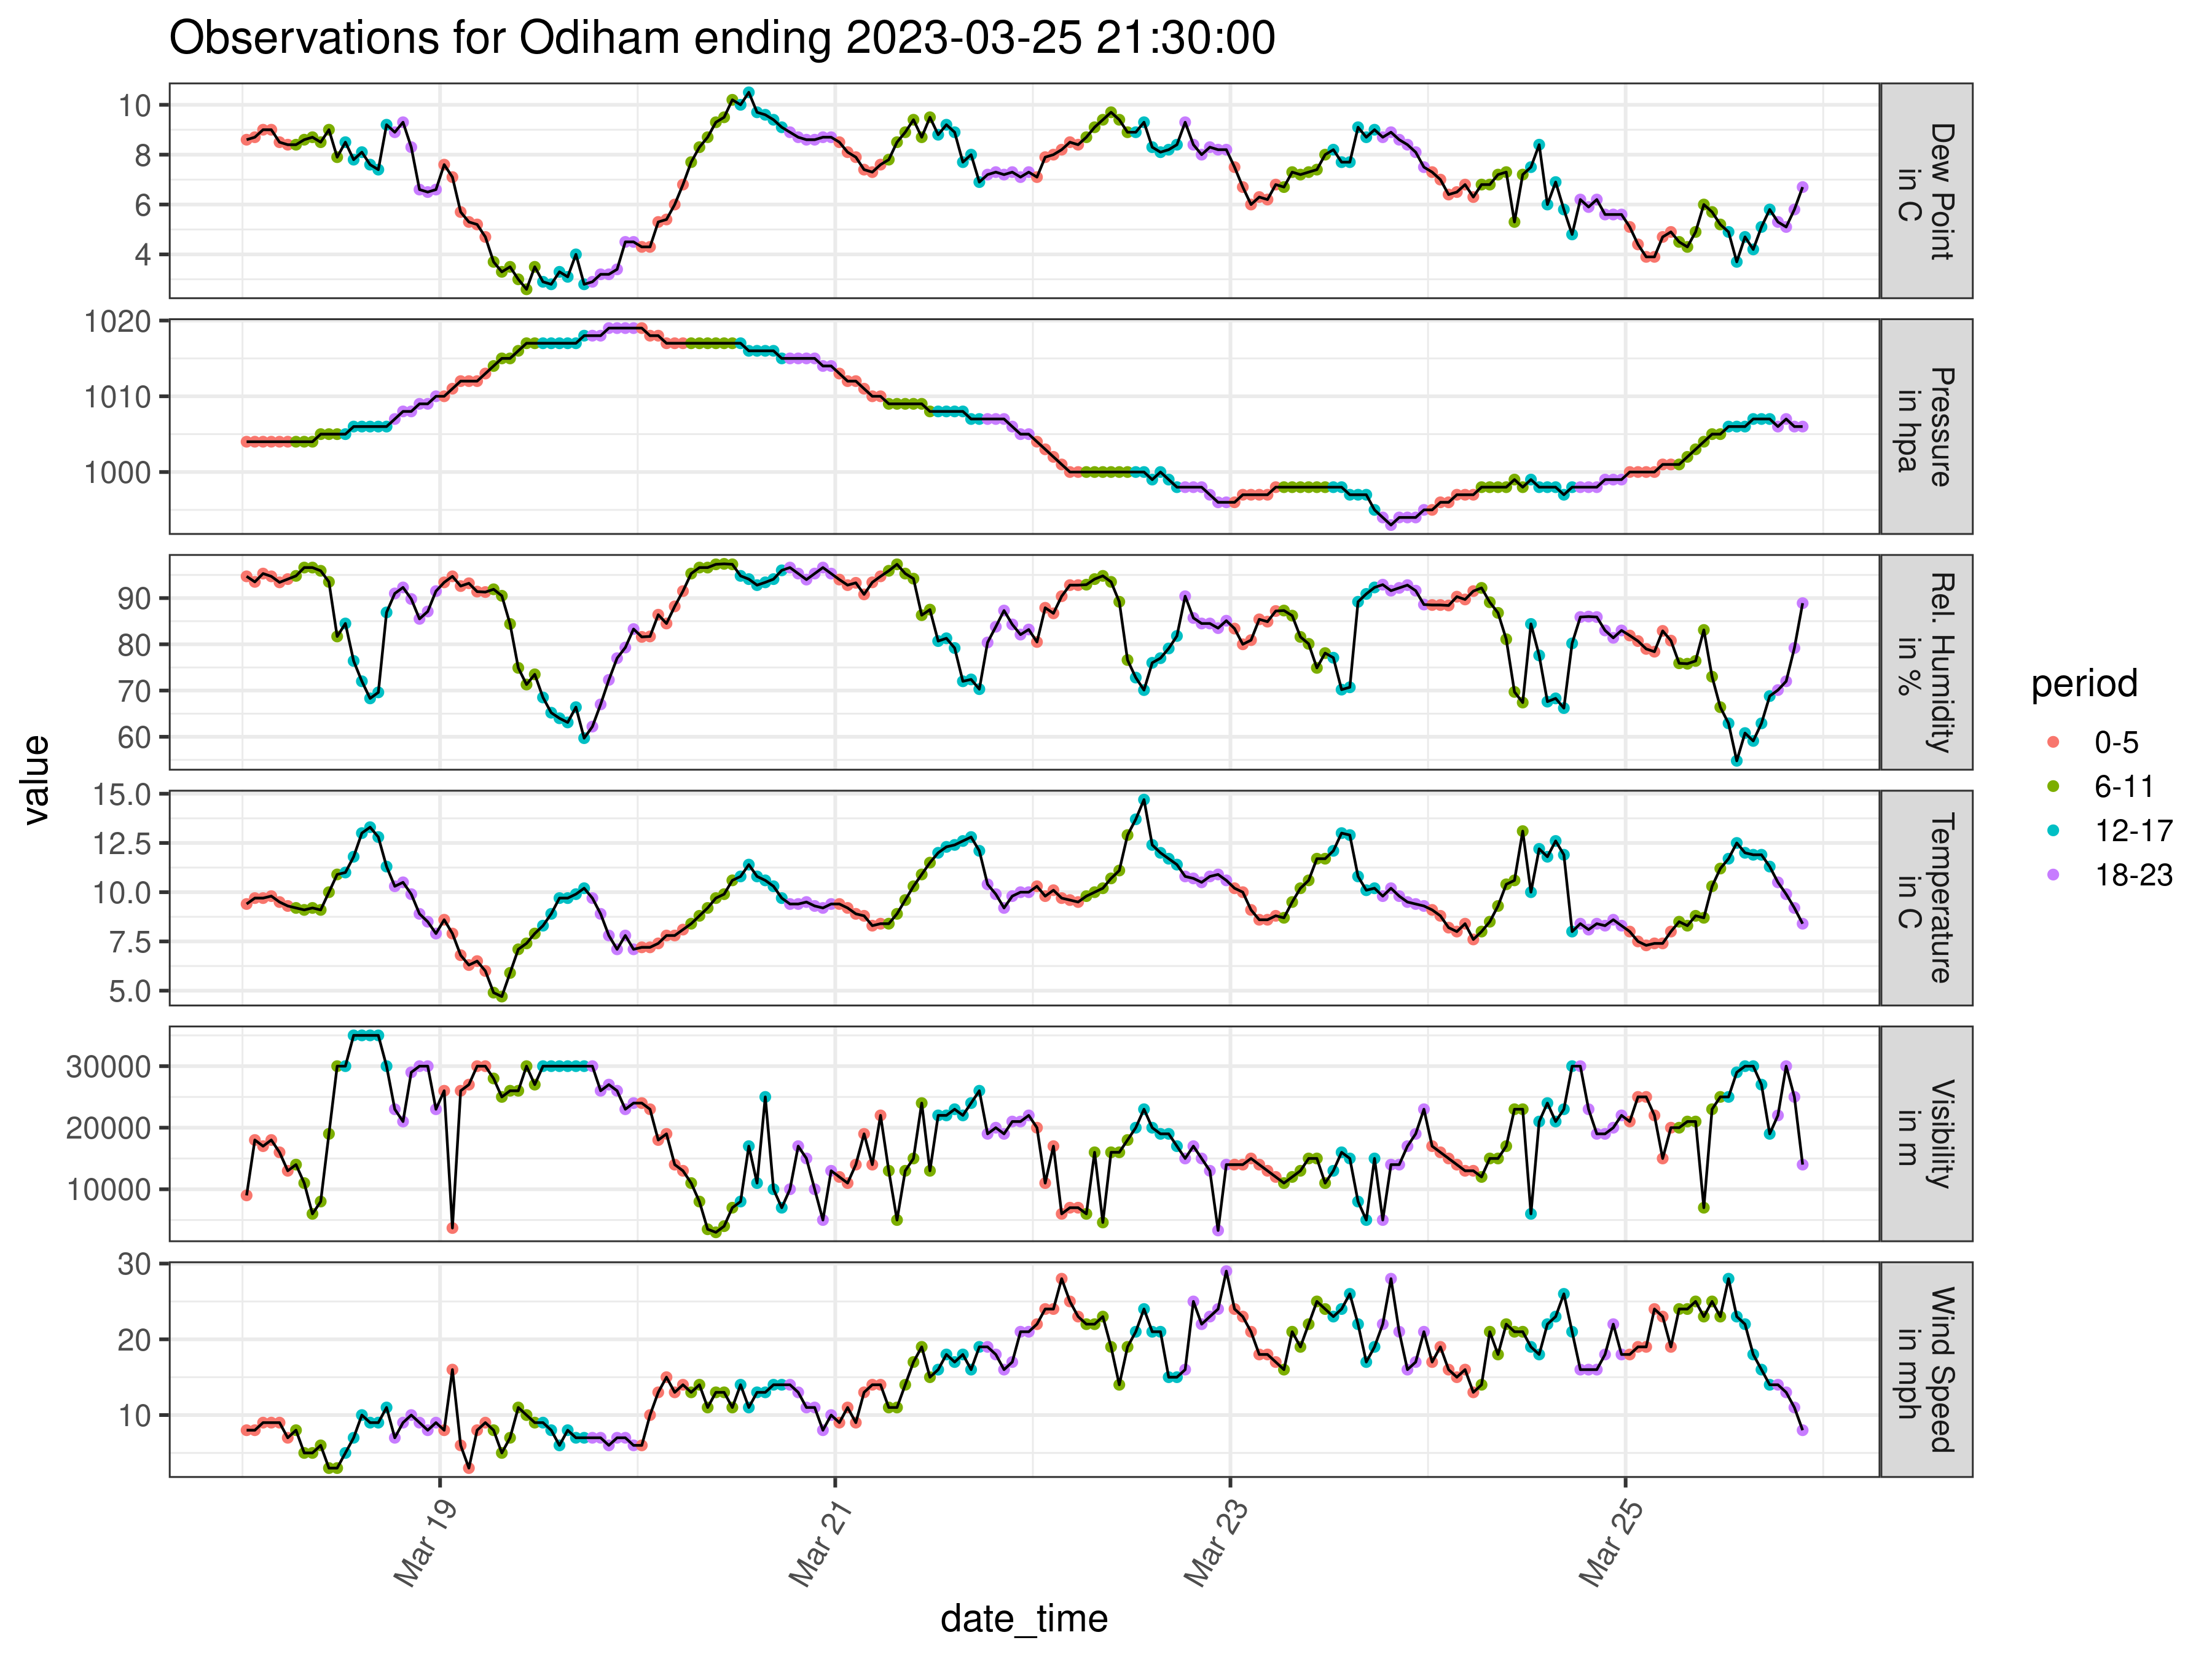 Observations for Odiham ending 2023-03-25 21:30:00
value
10
8
6
4
Dew Point
in C
1020
1010
1000
Pressure
in hpa
90
80
70
60
Rel. Humidity
in %
15.0
12.5
10.0
7.5
5.0
Temperature
in C
30000
20000
10000
Visibility
in m
30
20
10
Wind Speed
in mph
Mar 19
Mar 21
Mar 23
Mar 25
date_time
period
0-5
6-11
12-17
18-23